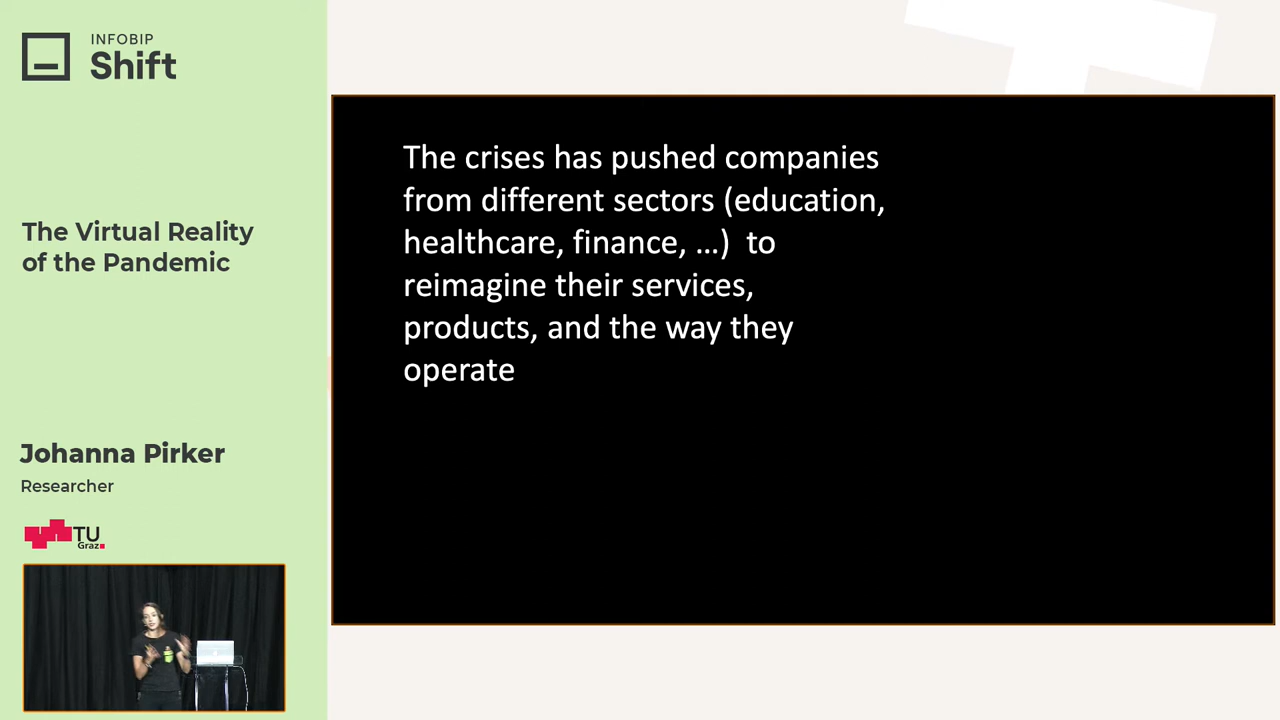 INFOBIP
Shift
The Virtual Reality
of the Pandemic
Johanna Pirker
Researcher
TU
Graz
The crises has pushed companies
from different sectors (education,
healthcare, finance, …) to
reimagine their services,
products, and the way they
operate